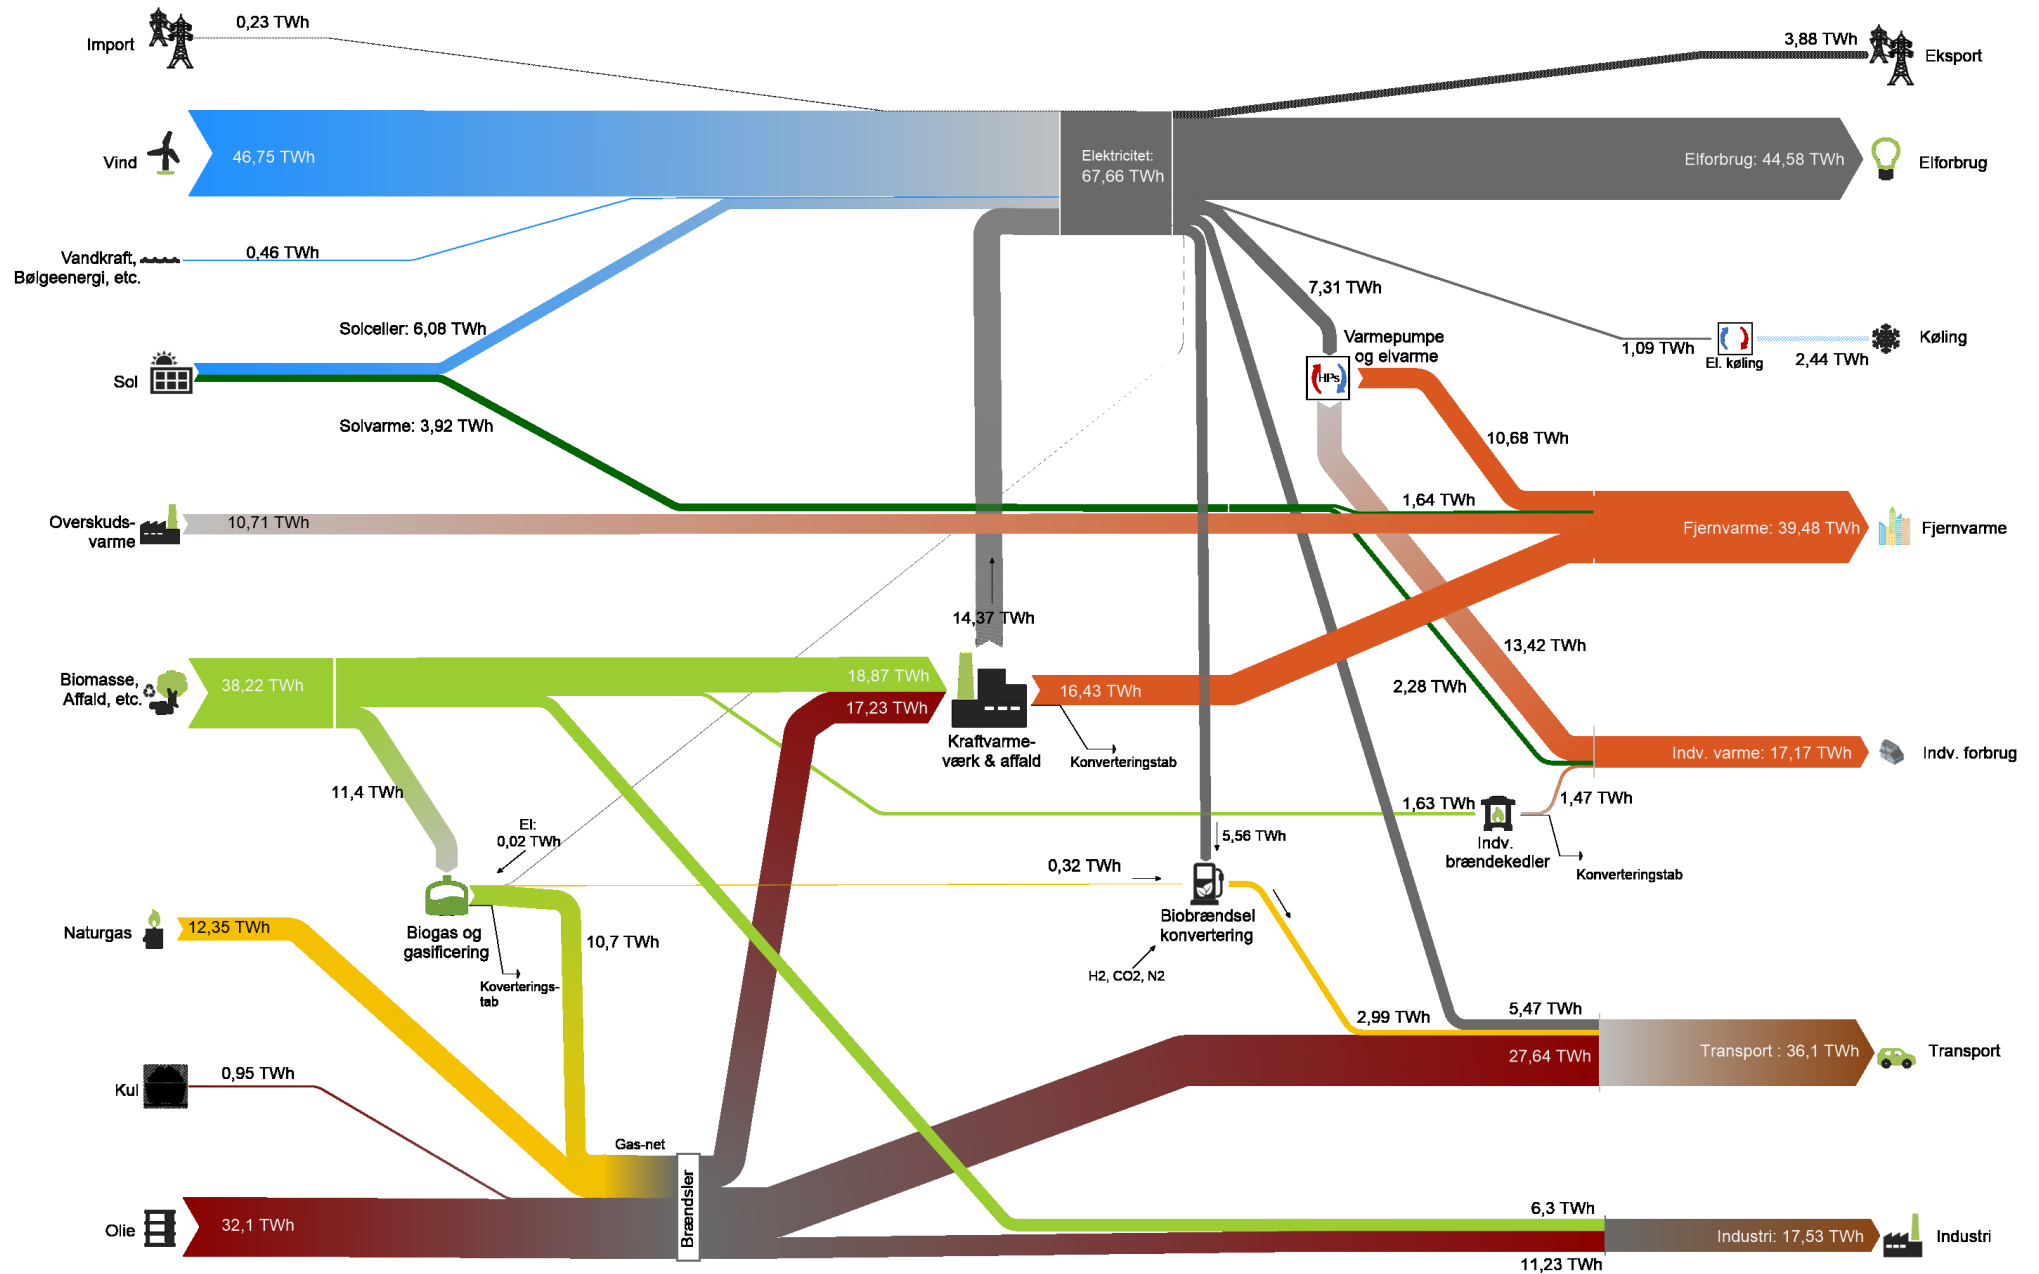 0,23 TWh
Import
3,88 TWh
Eksport
Vind
46,75 TWh
Elektricitet:
67,66 TWh
Elforbrug: 44,58 TWh
Elforbrug
Vandkraft,
Bølgeenergi, etc.
0,46 TWh
7,31 TWh
Solceller: 6,08 TWh
Varmepumpe
og elvarme
1,09 TWh
El. køling
2,44 TWh
Køling
Sol
HPs
Solvarme: 3,92 TWh
10,68 TWh
1,64 TWh
Overskuds-
varme
10,71 TWh
Fjernvarme: 39,48 TWh
Fjernvarme
14,37 TWh
13,42 TWh
Biomasse,
Affald, etc.
38,22 TWh
18,87 TWh
17,23 TWh
16,43 TWh
2,28 TWh
Kraftvarme-
værk & affald
Konverteringstab
Indv. varme: 17,17 TWh
Indv. forbrug
11,4 TWh
1,63 TWh
1,47 TWh
El:
0,02 TWh
5,56 TWh
Indv.
brændekedler
0,32 TWh
Konverteringstab
Naturgas
12,35 TWh
Biogas og
gasificering
10,7 TWh
Biobrændsel
konvertering
Koverterings-
tab
H2, CO2, N2
2,99 TWh
5,47 TWh
27,64 TWh
Transport : 36,1 TWh
Transport
Kul
0,95 TWh
Gas-net
Brændsler
Olie
32,1 TWh
6,3 TWh
Industri: 17,53 TWh
Industri
11,23 TWh